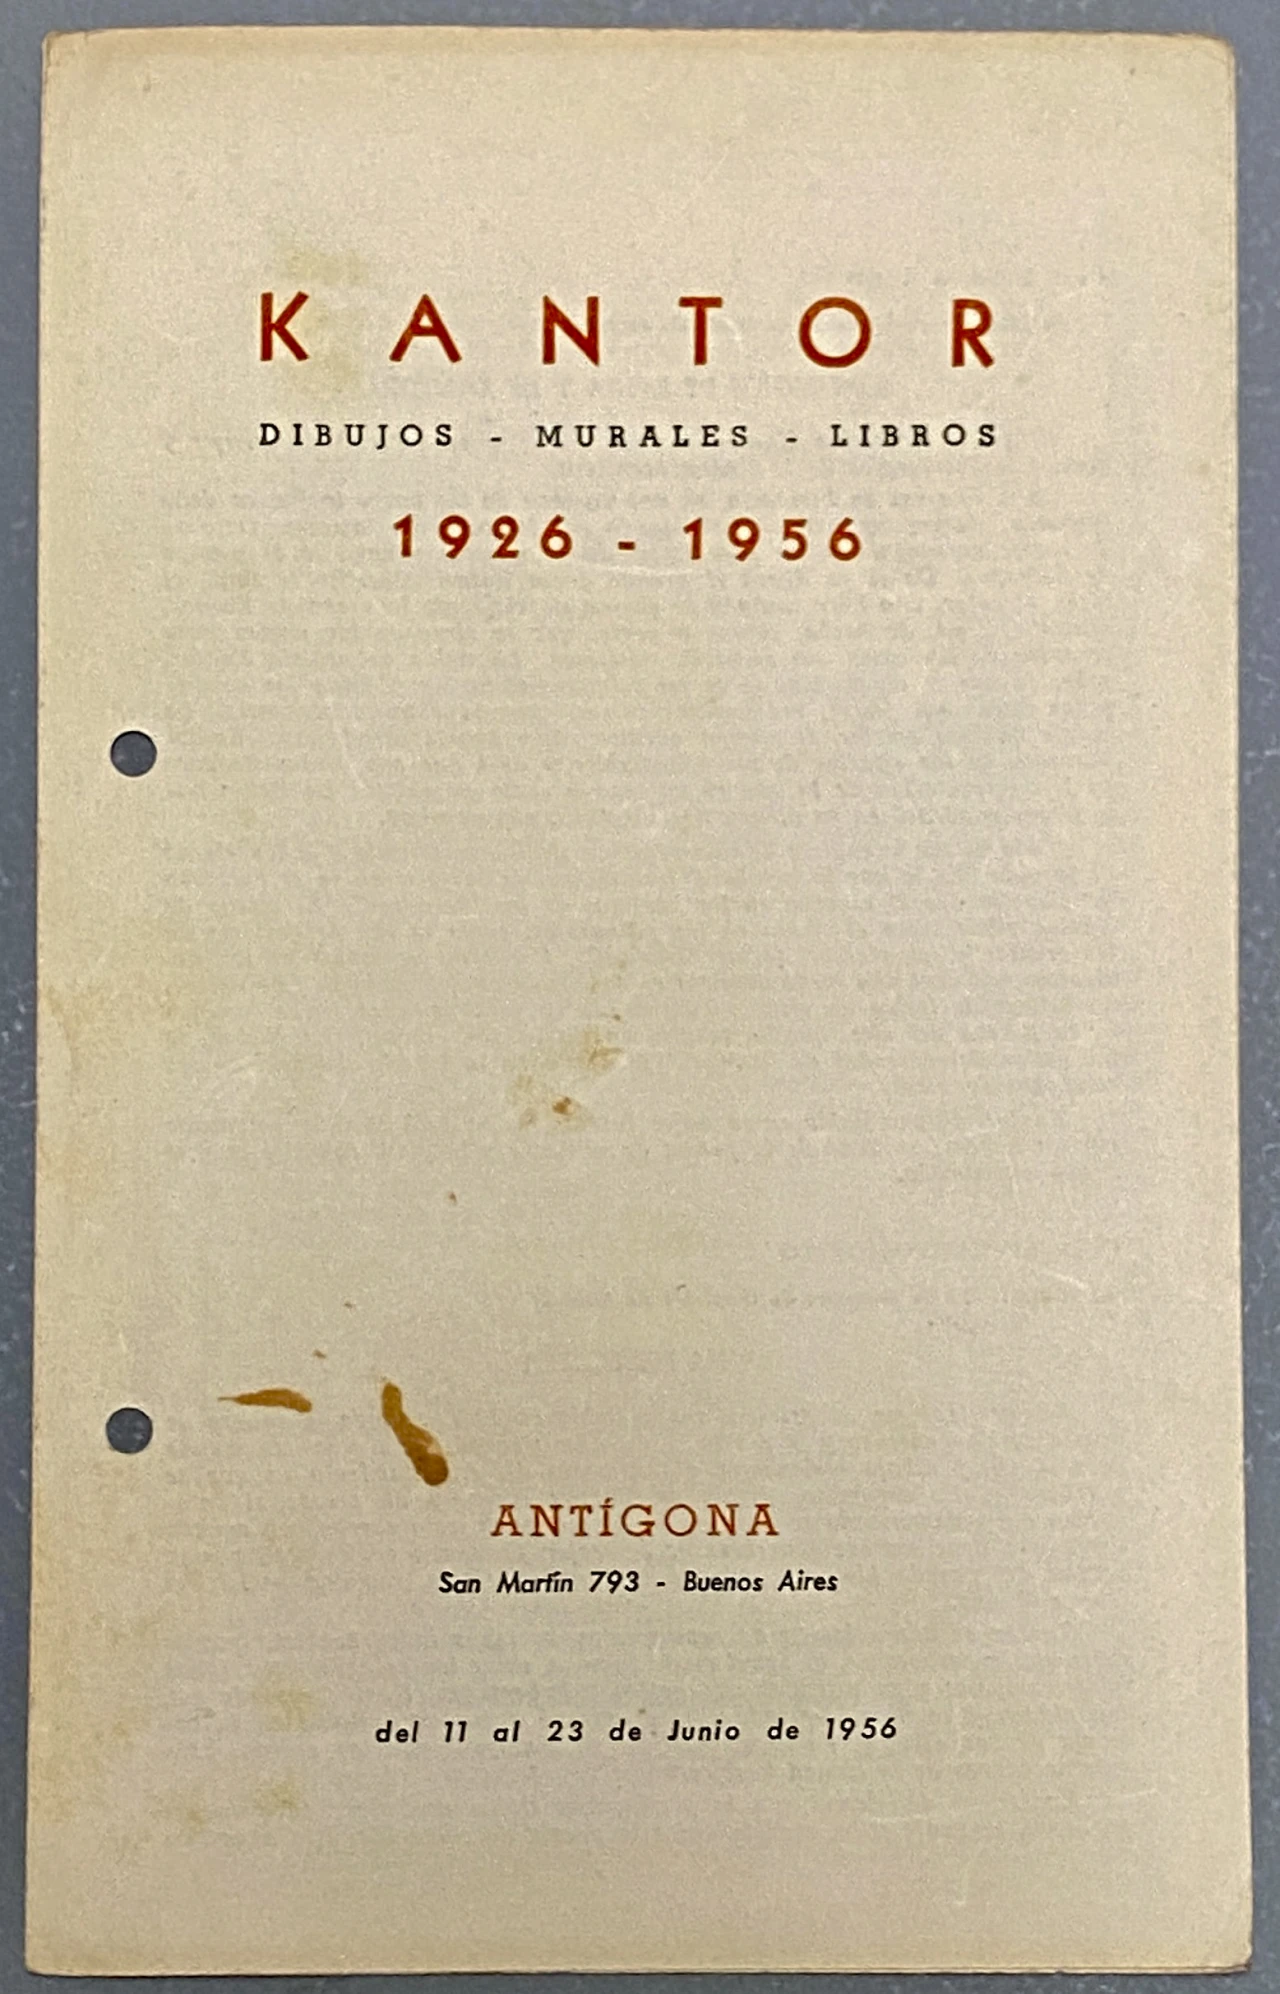 KANTOR
DIBUJOS - MURALES - LIBROS
1926 - 1956
ANTÍGONA
San Martín 793 - Buenos Aires
del 11 al 23 de Junio de 1956